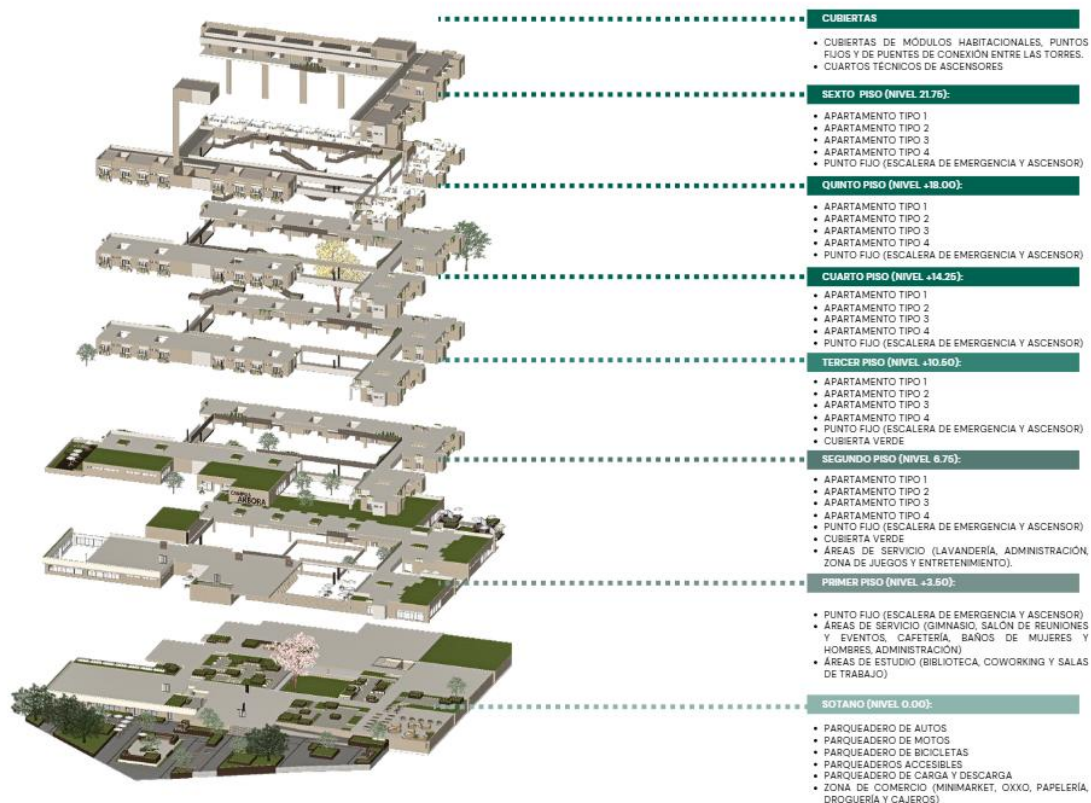 CUBIERTAS
• CUBIERTAS DE MÓDULOS HABITACIONALES, PUNTOS
FIJOS Y DE PUENTES DE CONEXIÓN ENTRE LAS TORRES.
• CUARTOS TÉCNICOS DE ASCENSORES
SEXTO PISO (NIVEL 21.75):
• APARTAMENTO TIPO 1
• APARTAMENTO TIPO 2
• APARTAMENTO TIPO 3
• APARTAMENTO TIPO 4
• PUNTO FIJO (ESCALERA DE EMERGENCIA Y ASCENSOR)
QUINTO PISO (NIVEL +18.00):
• APARTAMENTO TIPO 1
• APARTAMENTO TIPO 2
• APARTAMENTO TIPO 3
• APARTAMENTO TIPO 4
• PUNTO FIJO (ESCALERA DE EMERGENCIA Y ASCENSOR)
CUARTO PISO (NIVEL +14.25):
• APARTAMENTO TIPO 1
• APARTAMENTO TIPO 2
• APARTAMENTO TIPO 3
• APARTAMENTO TIPO 4
• PUNTO FIJO (ESCALERA DE EMERGENCIA Y ASCENSOR)
TERCER PISO (NIVEL +10.50):
• APARTAMENTO TIPO 1
• APARTAMENTO TIPO 2
• APARTAMENTO TIPO 3
• APARTAMENTO TIPO 4
• PUNTO FIJO (ESCALERA DE EMERGENCIA Y ASCENSOR)
• CUBIERTA VERDE
SEGUNDO PISO (NIVEL 6.75):
• APARTAMENTO TIPO 1
• APARTAMENTO TIPO 2
• APARTAMENTO TIPO 3
• APARTAMENTO TIPO 4
• PUNTO FIJO (ESCALERA DE EMERGENCIA Y ASCENSOR)
• CUBIERTA VERDE
• ÁREAS DE SERVICIO (LAVANDERÍA, ADMINISTRACIÓN,
ZONA DE JUEGOS Y ENTRETENIMIENTO).
PRIMER PISO (NIVEL +3.50):
• PUNTO FIJO (ESCALERA DE EMERGENCIA Y ASCENSOR)
• ÁREAS DE SERVICIO (GIMNASIO, SALÓN DE REUNIONES
Y EVENTOS, CAFETERÍA, BAÑOS DE MUJERES Y
HOMBRES, ADMINISTRACIÓN)
• ÁREAS DE ESTUDIO (BIBLIOTECA, COWORKING Y SALAS
DE TRABAJO)
SOTANO (NIVEL 0.00):
• PARQUEADERO DE AUTOS
• PARQUEADERO DE MOTOS
• PARQUEADERO DE BICICLETAS
• PARQUEADEROS ACCESIBLES
• PARQUEADERO DE CARGA Y DESCARGA
• ZONA DE COMERCIO (MINIMARKET, OXXO, PAPELERÍA,
DROGUERÍA Y CAJEROS)
CAMPUS
ARBORA